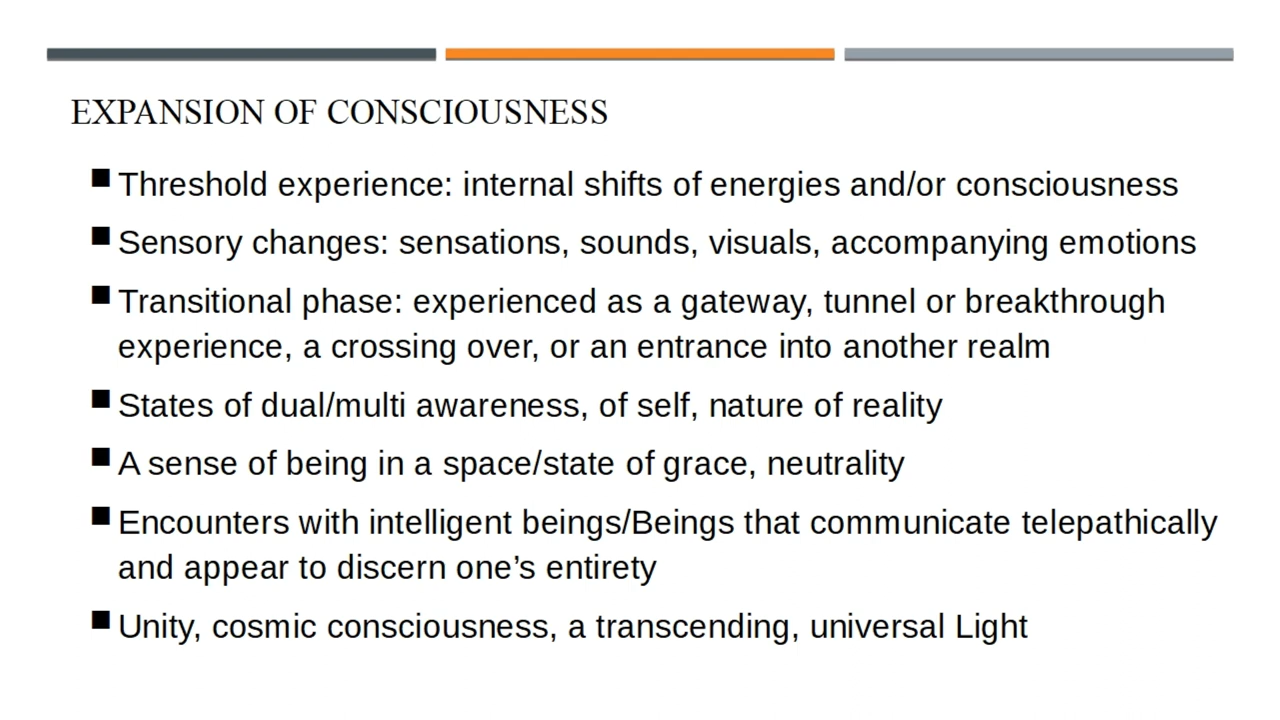 EXPANSION OF CONSCIOUSNESS
Threshold experience: internal shifts of energies and/or consciousness
Sensory changes: sensations, sounds, visuals, accompanying emotions
Transitional phase: experienced as a gateway, tunnel or breakthrough
experience, a crossing over, or an entrance into another realm
States of dual/multi awareness, of self, nature of reality
A sense of being in a space/state of grace, neutrality
Encounters with intelligent beings/Beings that communicate telepathically
and appear to discern one’s entirety
Unity, cosmic consciousness, a transcending, universal Light